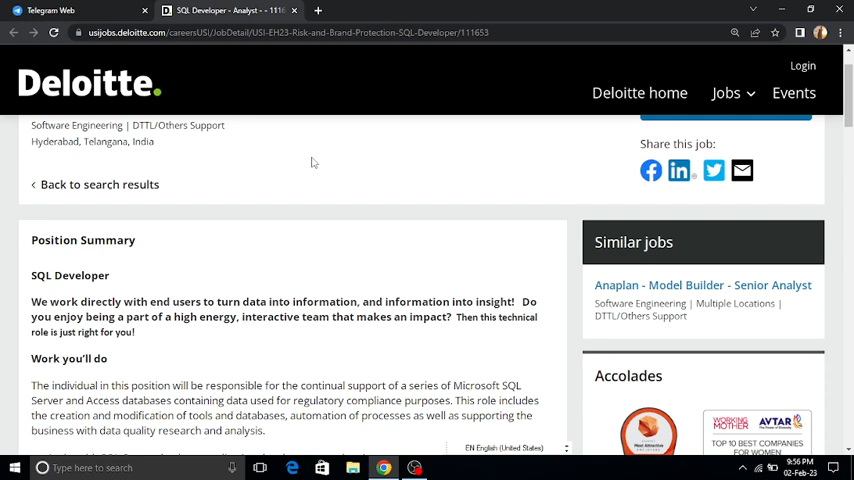 Telegram Web
SQL Developer - Analyst - - 1116
usijobs.deloitte.com/careersUSI/JobDetail/USI-EH23-Risk-and-Brand-Protection-SQL-Developer/111653
Login
Deloitte.
Deloitte home
Jobs
Events
Software Engineering | DTTL/Others Support
Hyderabad, Telangana, India
Share this job:
Back to search results
Position Summary
SQL Developer
We work directly with end users to turn data into information, and information into insight! Do
you enjoy being a part of a high energy, interactive team that makes an impact? Then this technical
role is just right for you!
Work you'll do
The individual in this position will be responsible for the continual support of a series of Microsoft SQL
Server and Access databases containing data used for regulatory compliance purposes. This role includes
the creation and modification of tools and databases, automation of processes as well as supporting the
business with data quality research and analysis.
Similar jobs
Anaplan - Model Builder - Senior Analyst
Software Engineering | Multiple Locations |
DTTL/Others Support
Accolades
WORKING
MOTHER
AVTAR
TOP 10 BEST
COMPANIES
FOR WOMEN
EN English (United States)
Type here to search
9:56 PM
02-Feb-23